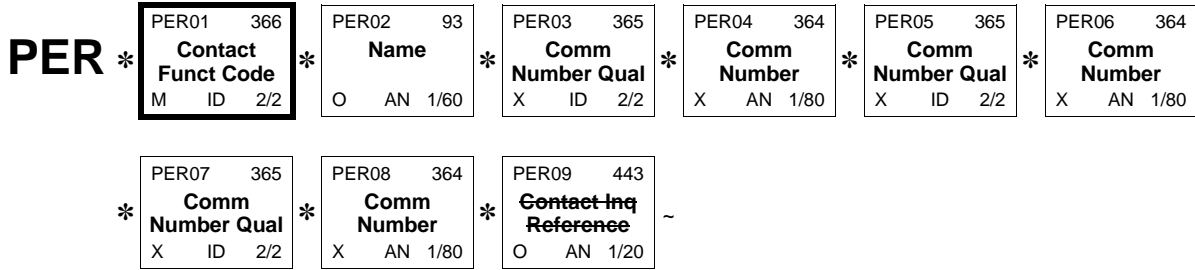 PER01 366 PER02 93 PER03 365 PER04 364 PER05 365 PER06 364
PER * Contact * Name * Comm * Comm * Comm * Comm
Funct Code Number Qual Number Number Qual Number
M ID 2/2 O AN 1/60 X ID 2/2 X AN 1/80 X ID 2/2 X AN 1/80
PER07 365 PER08 364 PER09 443
* Comm * Comm * Contact Inq ~
Number Qual Number Reference
X ID 2/2 X AN 1/80 O AN 1/20